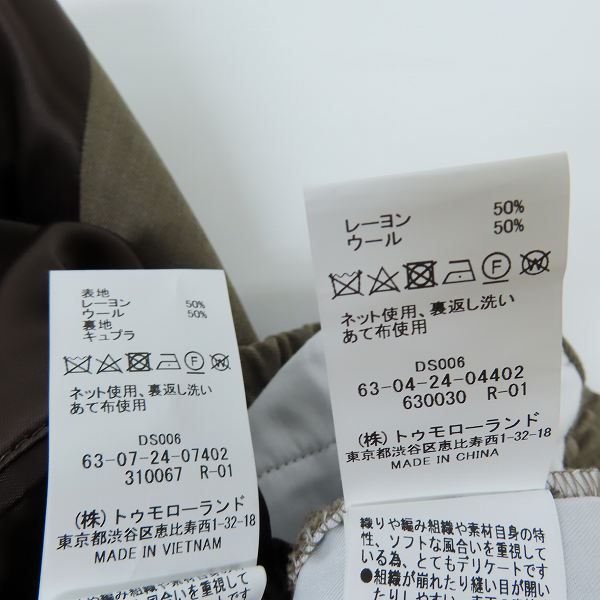 表地
レーヨン 50%
ウール 50%
裏地
キュプラ
ネット使用、裏返し洗い
あて布使用
DS006
63-07-24-07402
310067 R-01
(株)トゥモローランド
東京都渋谷区恵比寿西1-32-18
MADE IN VIETNAM
レーヨン 50%
ウール 50%
F W
ネット使用、裏返し洗い
あて布使用
DS006
63-04-24-04402
630030 R-01
(株)トゥモローランド
東京都渋谷区恵比寿西1-32-18
MADE IN CHINA
織りや編み組織や素材自身の特
性、ソフトな風合いを重視して
いる為、とてもデリケートです
●組織が崩れたり縫い目が開い